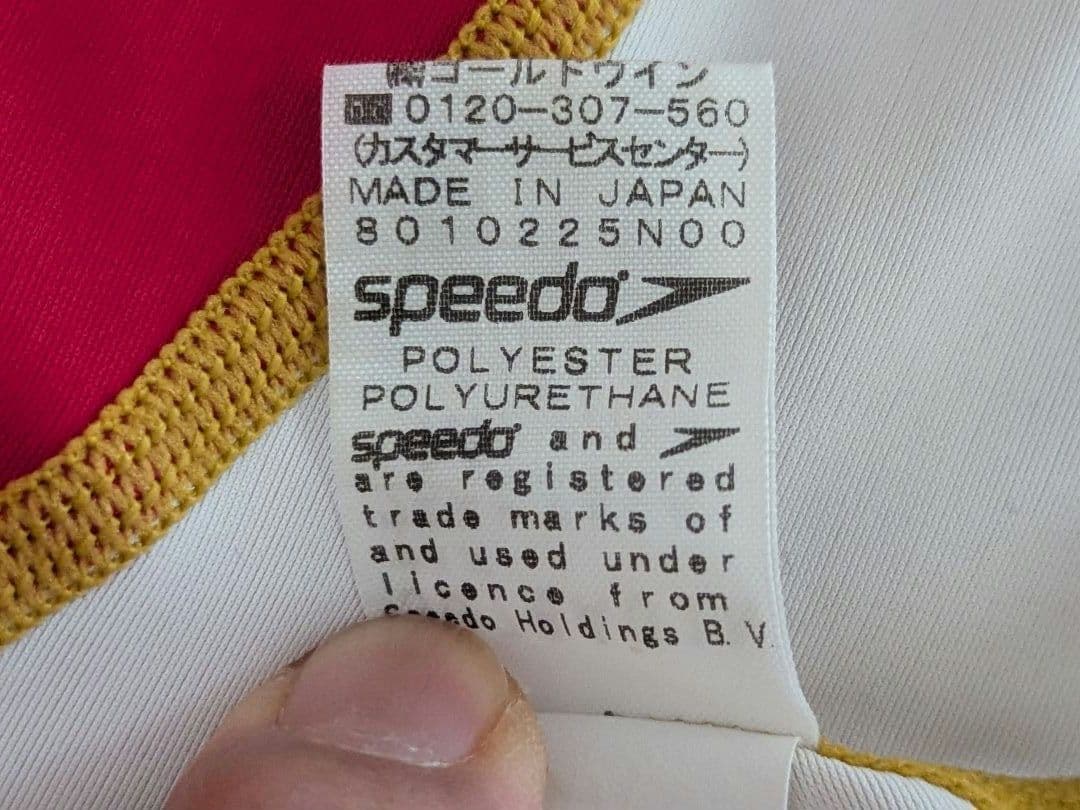 ㈱ゴールドウイン
0120-307-560
(カスタマーサービスセンター)
MADE IN JAPAN
8010225N00
speedo
POLYESTER
POLYURETHANE
speedo and
are registered
trade marks of
and used under
licence from
Speedo Holdings B.V.